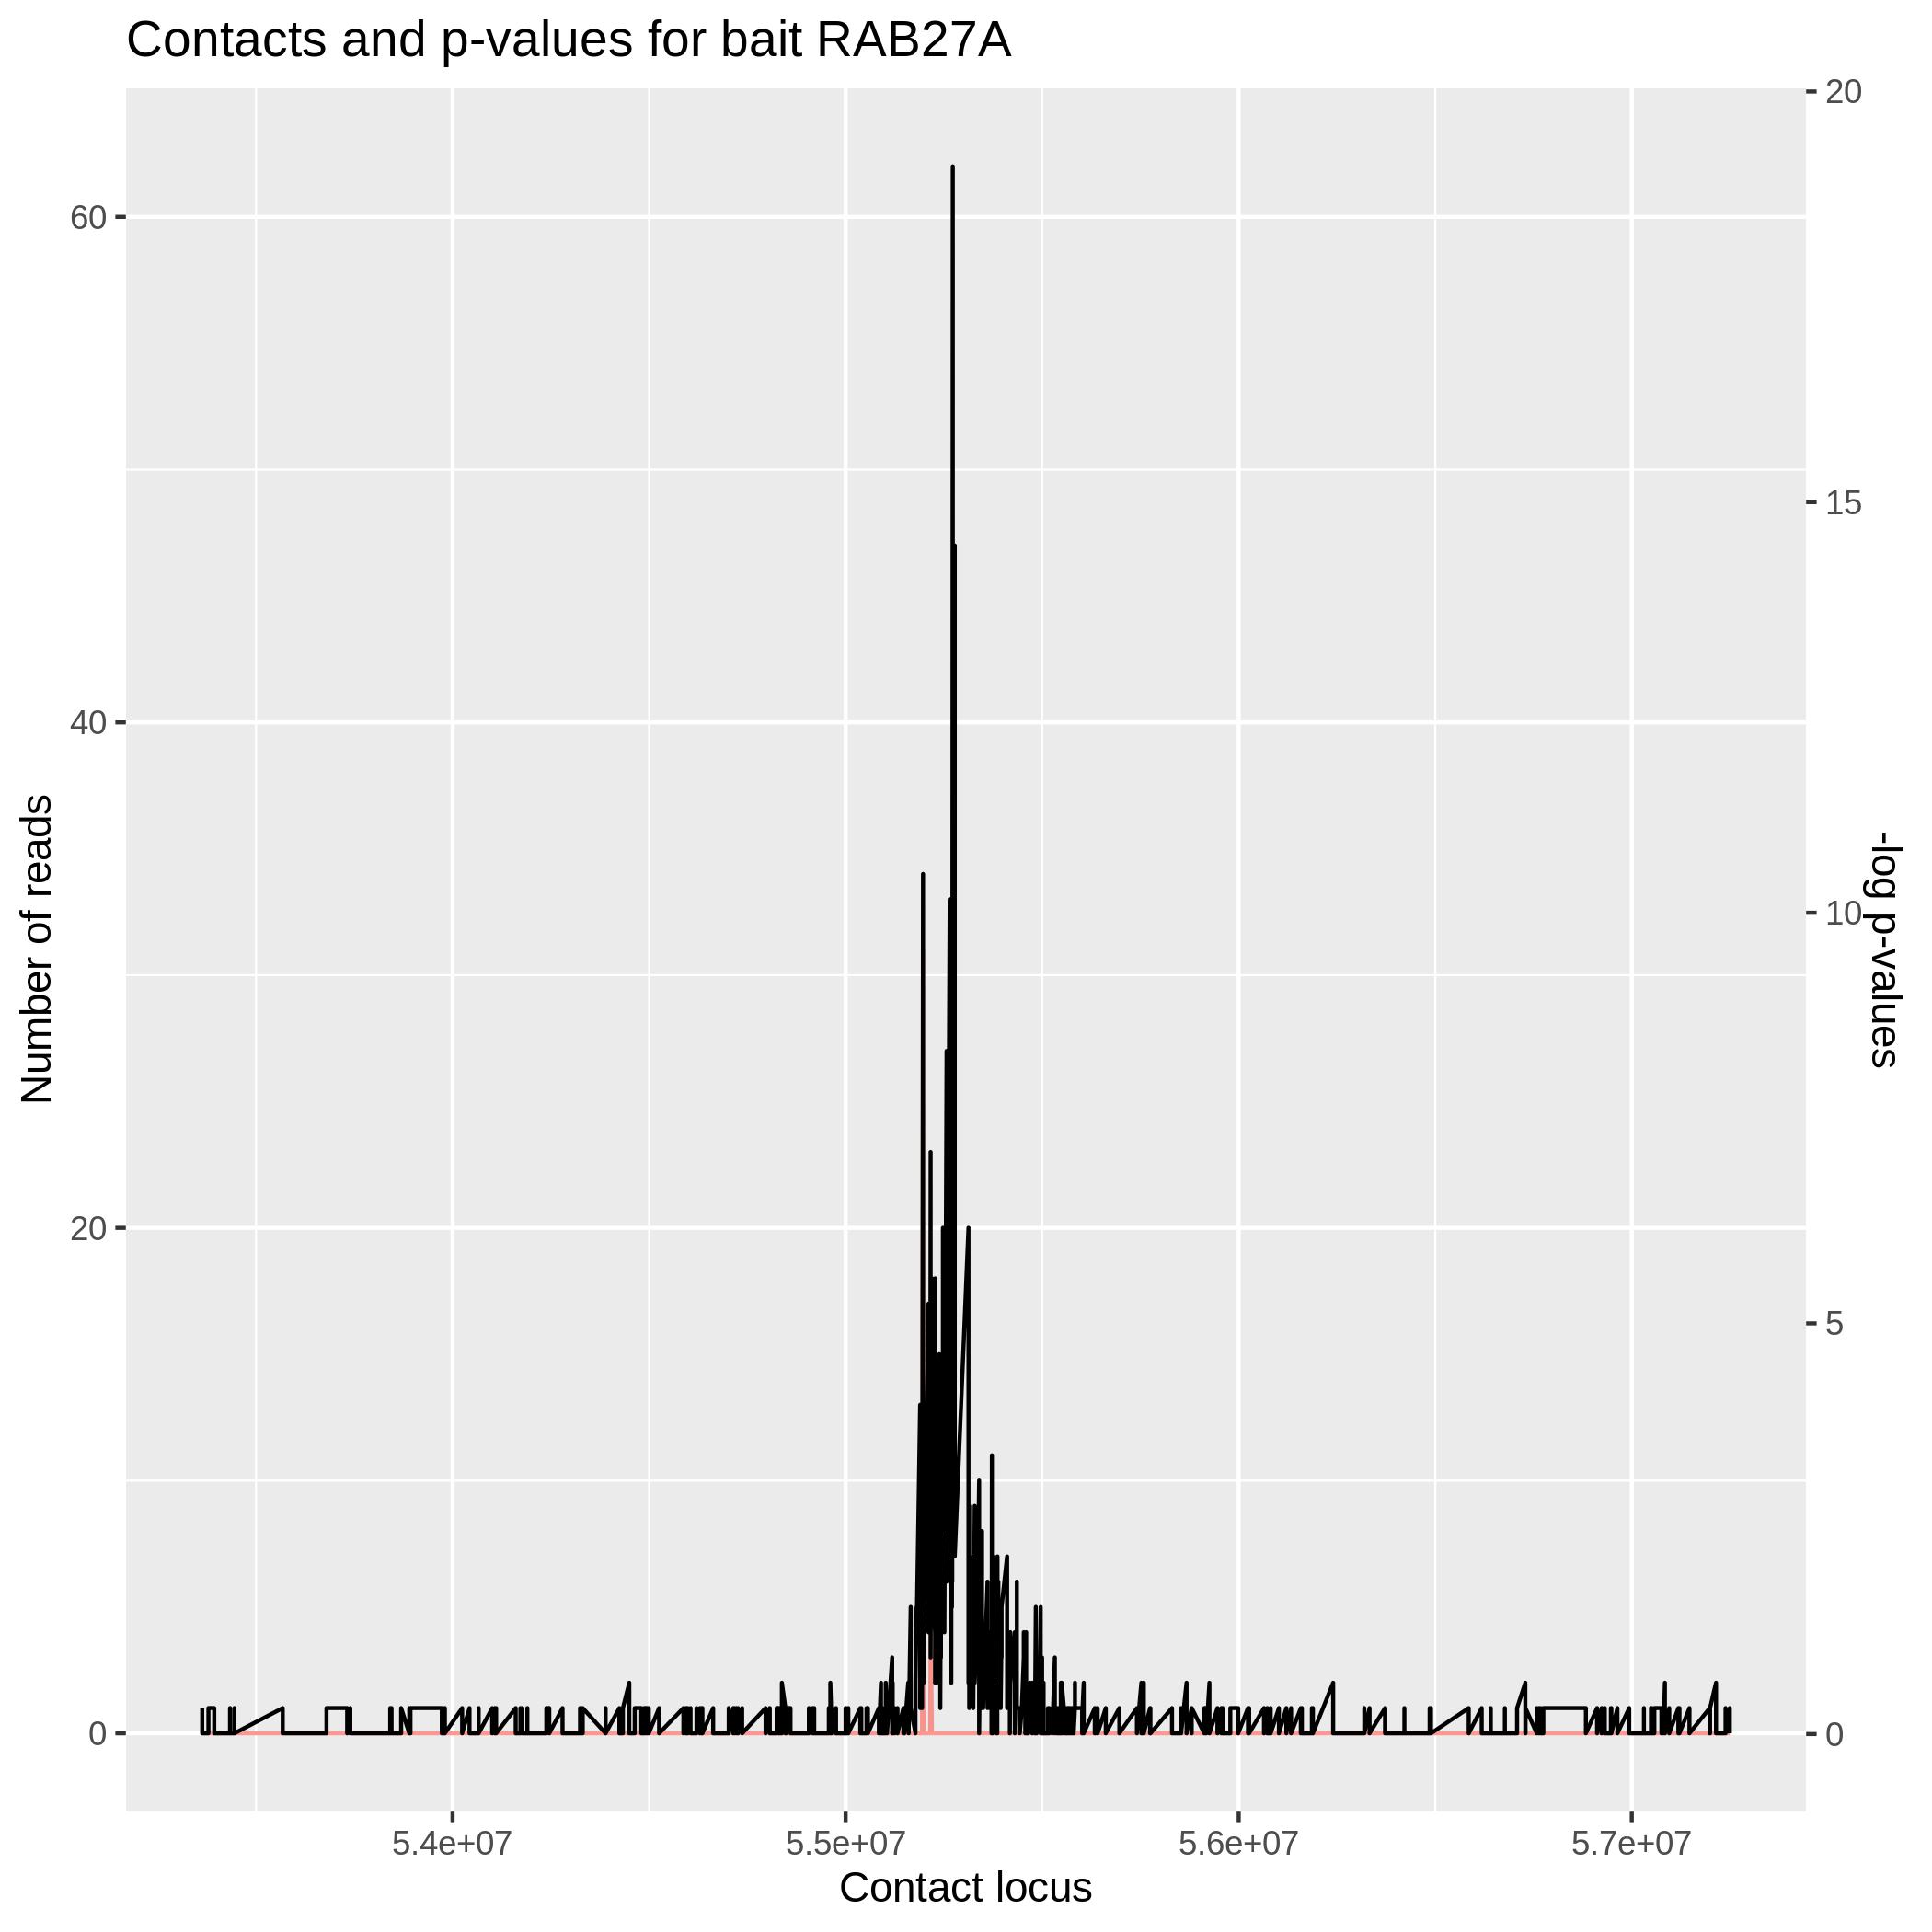 Contacts and p-values for bait RAB27A
20
60
15
40
10
20
5
0
0
Number of reads
-log p-values
5.4e+07
5.5e+07
5.6e+07
5.7e+07
Contact locus